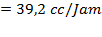 = 39,2 cc/Jam